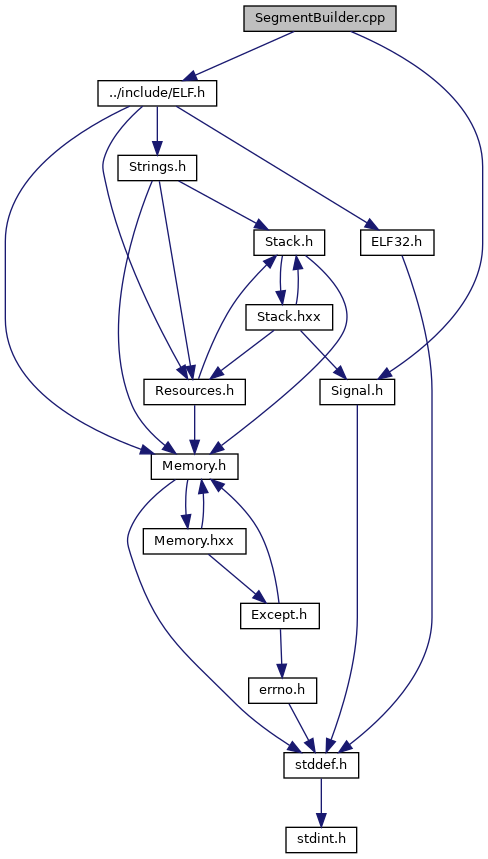 SegmentBuilder.cpp
../include/ELF.h
Strings.h
Stack.h
ELF32.h
Stack.hxx
Resources.h
Signal.h
Memory.h
Memory.hxx
Except.h
errno.h
stddef.h
stdint.h